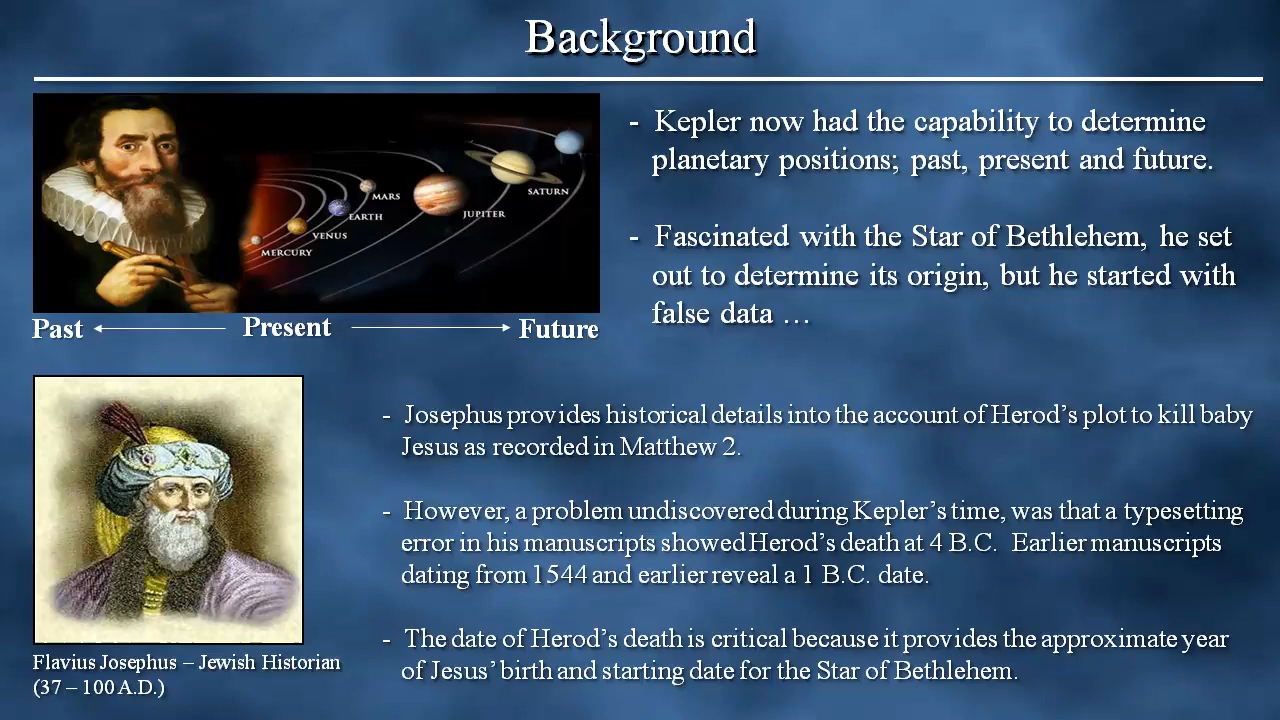 Background
MERCURY
VENUS
EARTH
MARS
JUPITER
SATURN
Past
Present
Future
- Kepler now had the capability to determine
planetary positions; past, present and future.
- Fascinated with the Star of Bethlehem, he set
out to determine its origin, but he started with
false data …
Flavius Josephus – Jewish Historian
(37 – 100 A.D.)
- Josephus provides historical details into the account of Herod’s plot to kill baby
Jesus as recorded in Matthew 2.
- However, a problem undiscovered during Kepler’s time, was that a typesetting
error in his manuscripts showed Herod’s death at 4 B.C. Earlier manuscripts
dating from 1544 and earlier reveal a 1 B.C. date.
- The date of Herod’s death is critical because it provides the approximate year
of Jesus’ birth and starting date for the Star of Bethlehem.